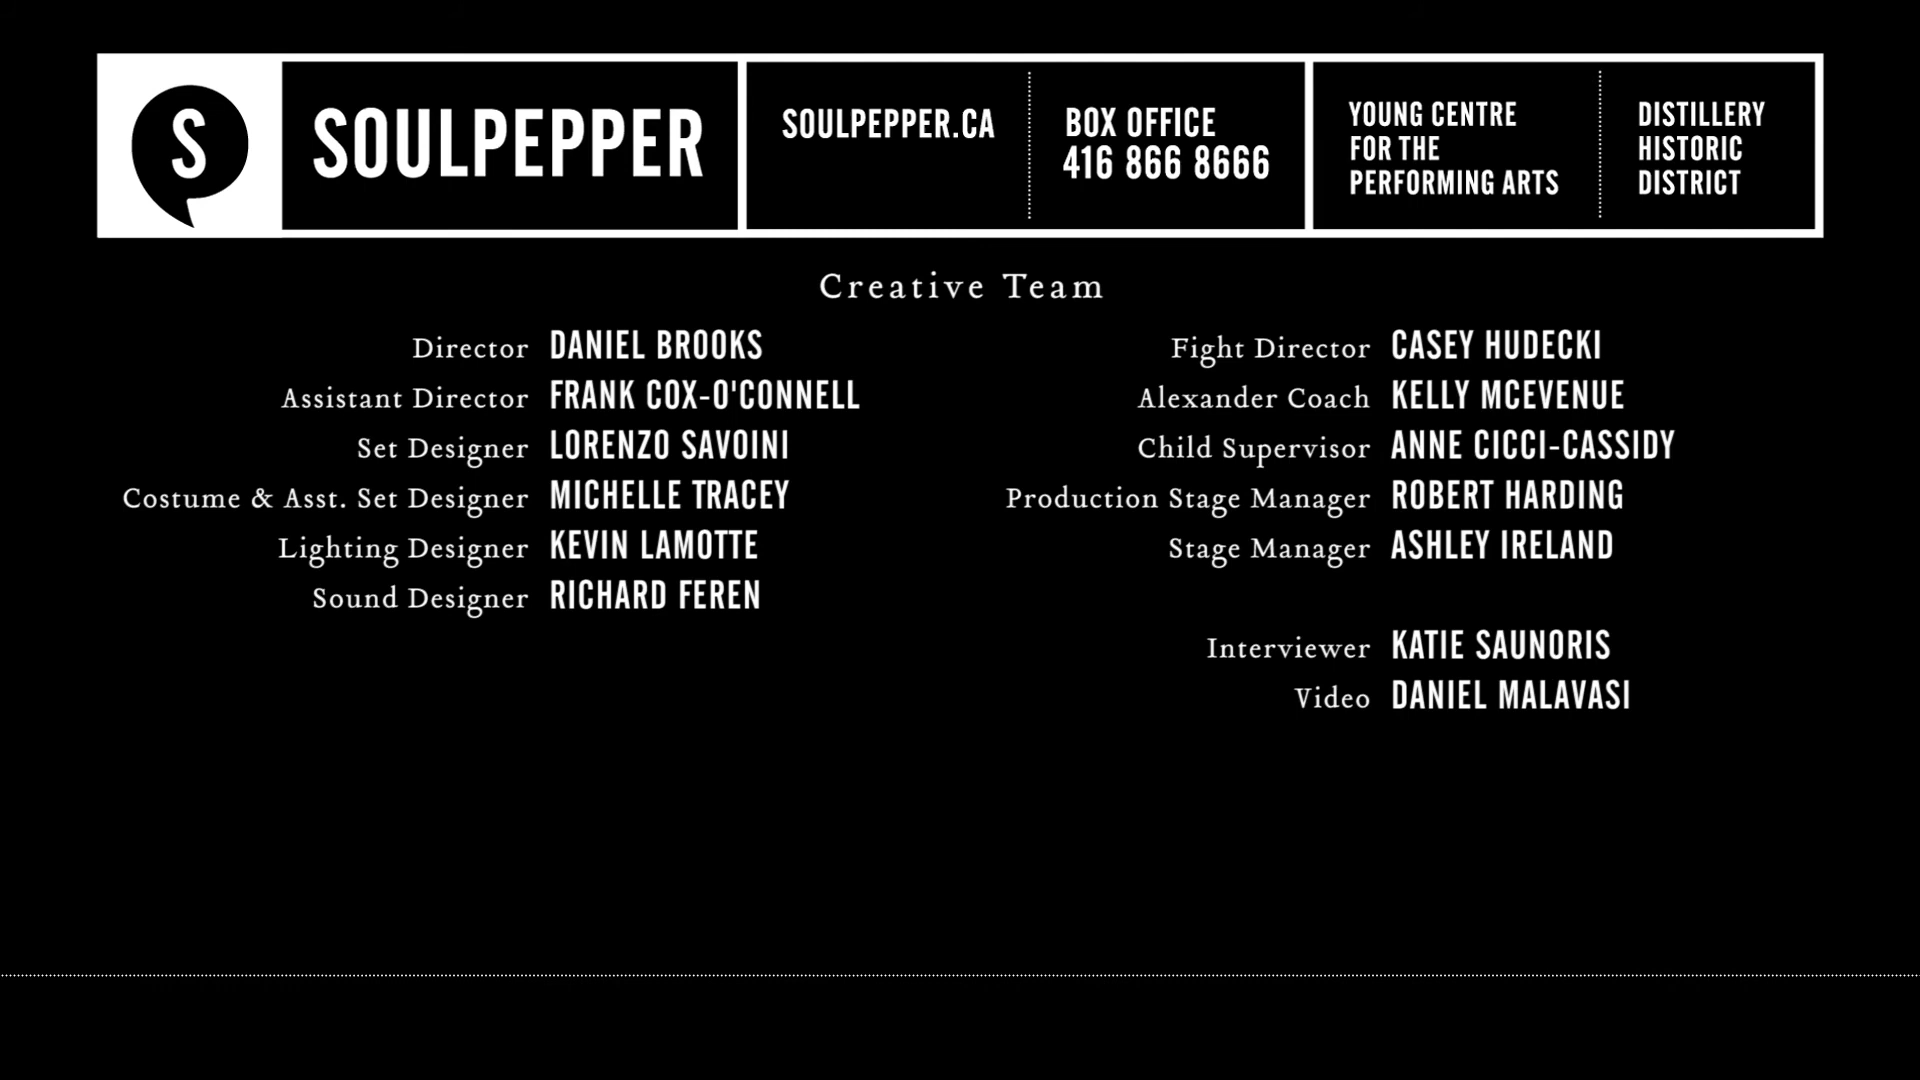 S
SOULPEPPER
SOULPEPPER.CA
BOX OFFICE
416 866 8666
YOUNG CENTRE
FOR THE
PERFORMING ARTS
DISTILLERY
HISTORIC
DISTRICT
Creative Team
Director DANIEL BROOKS
Assistant Director FRANK COX-O'CONNELL
Set Designer LORENZO SAVOINI
Costume & Asst. Set Designer MICHELLE TRACEY
Lighting Designer KEVIN LAMOTTE
Sound Designer RICHARD FEREN
Fight Director CASEY HUDECKI
Alexander Coach KELLY MCEVENUE
Child Supervisor ANNE CICCI-CASSIDY
Production Stage Manager ROBERT HARDING
Stage Manager ASHLEY IRELAND
Interviewer KATIE SAUNORIS
Video DANIEL MALAVASI